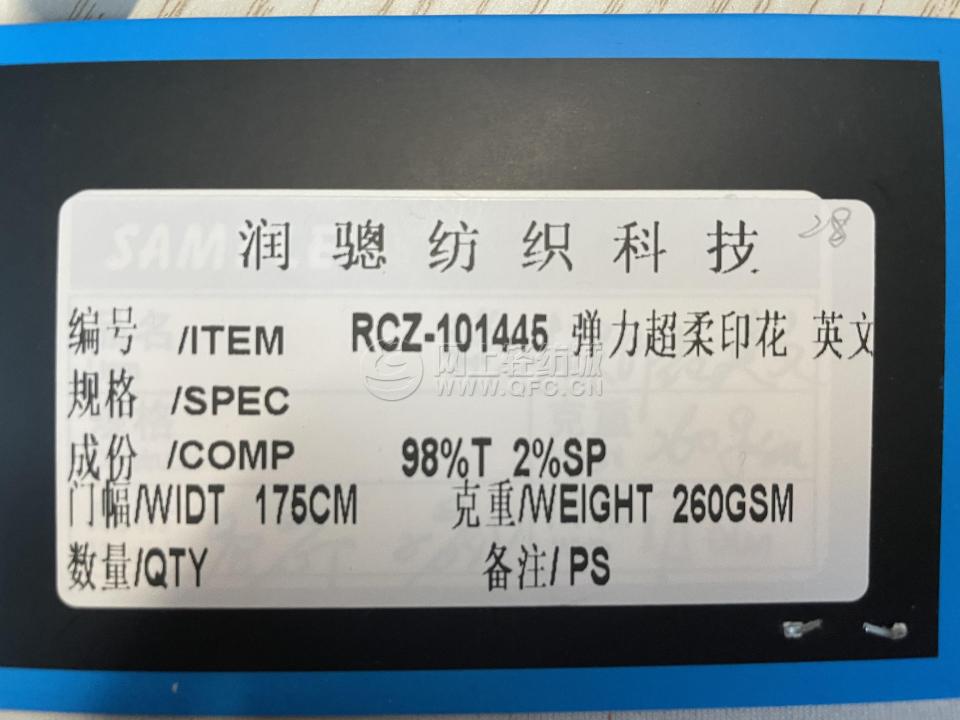 SAMPLE
润骢纺织科技 28
编号/ITEM RCZ-101445 弹力超柔印花 英文
网上轻纺城
WWW.QFC.CN
规格/SPEC
成份/COMP 98%T 2%SP
门幅/WIDT 175CM 克重/WEIGHT 260GSM
数量/QTY 备注/PS